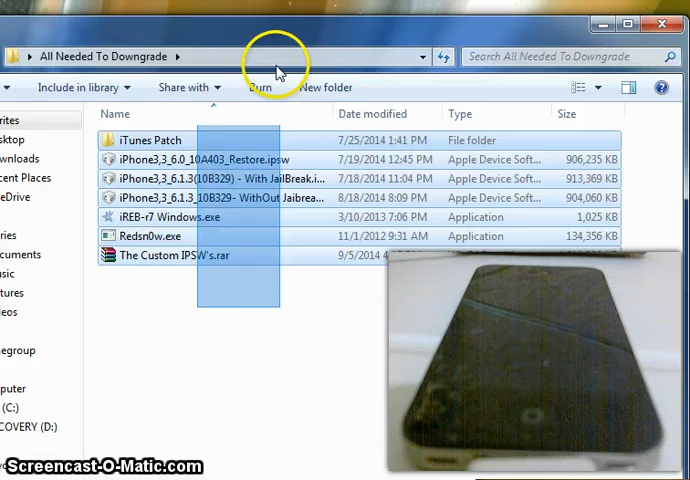 All Needed To Downgrade
Search All Needed To Downgrade
Include in library
Share with
Burn
New folder
Name
Date modified
Type
Size
iTunes Patch
7/25/2014 1:41 PM
File folder
iPhone3,3_6.0_10A403_Restore.ipsw
7/19/2014 12:45 PM
Apple Device Soft...
906,235 KB
iPhone3,3_6.1.3(10B329) - With JailBreak.i...
7/18/2014 11:04 PM
Apple Device Soft...
913,369 KB
iPhone3,3_6.1.3_10B329- WithOut Jailbrea...
8/18/2014 8:09 PM
Apple Device Soft...
904,060 KB
iREB-r7 Windows.exe
3/10/2013 7:06 PM
Application
1,025 KB
Redsn0w.exe
11/1/2012 9:31 AM
Application
134,356 KB
The Custom IPSW's.rar
9/5/2014
rites
sktop
wnloads
cent Places
eDrive
ries
cuments
usic
tures
deos
megroup
mputer
(C:)
COVERY (D:)
Screencast-O-Matic.com